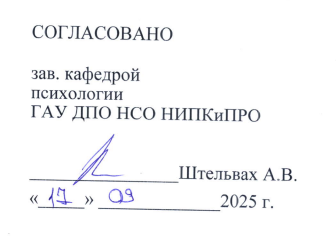 СОГЛАСОВАНО
зав. кафедрой
психологии
ГАУ ДПО НСО НИПКиПРО
Штельвах А.В.
«17» 09 2025 г.